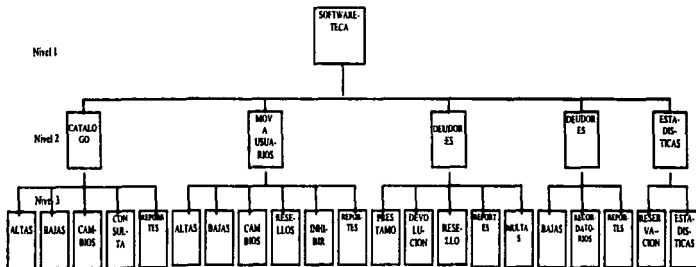 SOFTWARE-
TECA
Nivel 1
Nivel 2
CATALO
GO
MOV
A
USUA-
RIOS
DEUDOR
ES
DEUDOR
ES
ESTA-
DIS-
TICAS
Nivel 3
ALTAS
BAJAS
CAM-
BIOS
CON
SUL-
TA
REPORTES
ALTAS
BAJAS
CAM
BIOS
RESE-
LLOS
INHI-
BIR
REPOR-
TES
PRES
TAMO
DEVO
LU-
CION
RESE-
LLO
REPORT
ES
MULTA
S
BAJAS
RECOR-
DATO-
RIOS
REPOR-
TES
RESER
VA-
CION
ESTA-
DIS-
TICAS